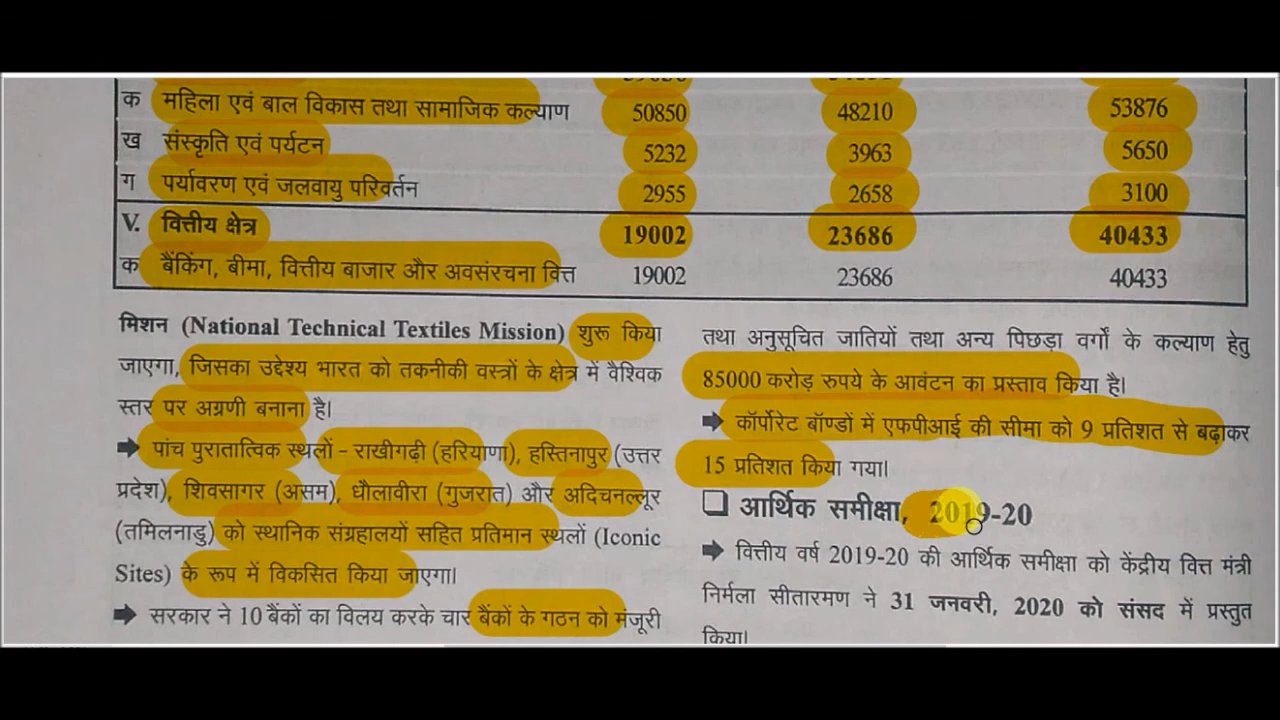 क महिला एवं बाल विकास तथा सामाजिक कल्याण 50850 48210 53876
ख संस्कृति एवं पर्यटन 5232 3963 5650
ग पर्यावरण एवं जलवायु परिवर्तन 2955 2658 3100
V. वित्तीय क्षेत्र 19002 23686 40433
क बैंकिंग, बीमा, वित्तीय बाजार और अवसंरचना वित्त 19002 23686 40433
मिशन (National Technical Textiles Mission) शुरू किया
जाएगा, जिसका उद्देश्य भारत को तकनीकी वस्त्रों के क्षेत्र में वैश्विक
स्तर पर अग्रणी बनाना है।
➡ पांच पुरातात्विक स्थलों – राखीगढ़ी (हरियाणा), हस्तिनापुर (उत्तर
प्रदेश), शिवसागर (असम), धौलावीरा (गुजरात) और अदिचनल्लूर
(तमिलनाडु) को स्थानिक संग्रहालयों सहित प्रतिमान स्थलों (Iconic
Sites) के रूप में विकसित किया जाएगा।
➡ सरकार ने 10 बैंकों का विलय करके चार बैंकों के गठन को मंजूरी
तथा अनुसूचित जातियों तथा अन्य पिछड़ा वर्गों के कल्याण हेतु
85000 करोड़ रुपये के आवंटन का प्रस्ताव किया है।
➡ कॉर्पोरेट बॉण्डों में एफपीआई की सीमा को 9 प्रतिशत से बढ़ाकर
15 प्रतिशत किया गया।
❑ आर्थिक समीक्षा, 2019-20
➡ वित्तीय वर्ष 2019-20 की आर्थिक समीक्षा को केंद्रीय वित्त मंत्री
निर्मला सीतारमण ने 31 जनवरी, 2020 को संसद में प्रस्तुत
किया।